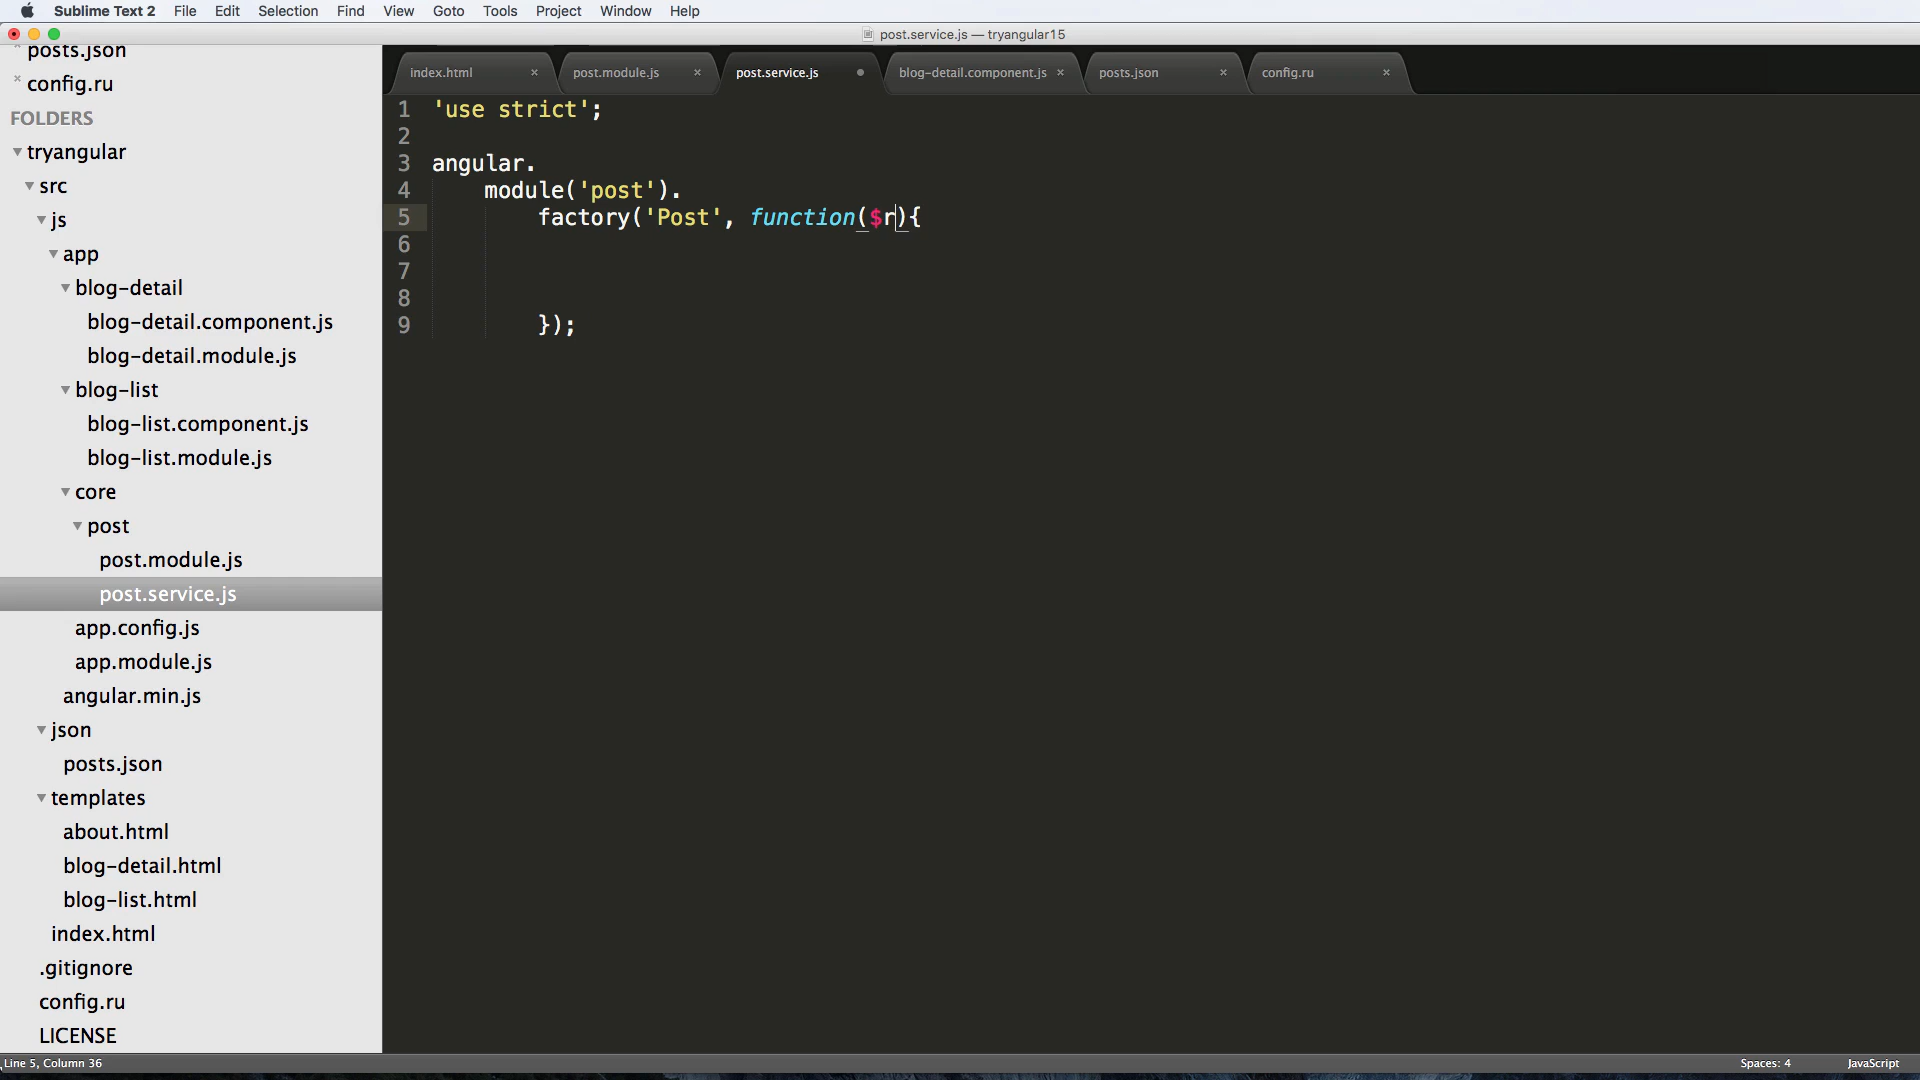 Sublime Text 2 File Edit Selection Find View Goto Tools Project Window Help
post.service.js — tryangular15
posts.json
config.ru
FOLDERS
tryangular
src
js
app
blog-detail
blog-detail.component.js
blog-detail.module.js
blog-list
blog-list.component.js
blog-list.module.js
core
post
post.module.js
post.service.js
app.config.js
app.module.js
angular.min.js
json
posts.json
templates
about.html
blog-detail.html
blog-list.html
index.html
.gitignore
config.ru
LICENSE
index.html × post.module.js × post.service.js blog-detail.component.js × posts.json × config.ru ×
1 'use strict';
2
3 angular.
4 module('post').
5 factory('Post', function($r){
6
7
8
9 });
Line 5, Column 36 Spaces: 4 JavaScript